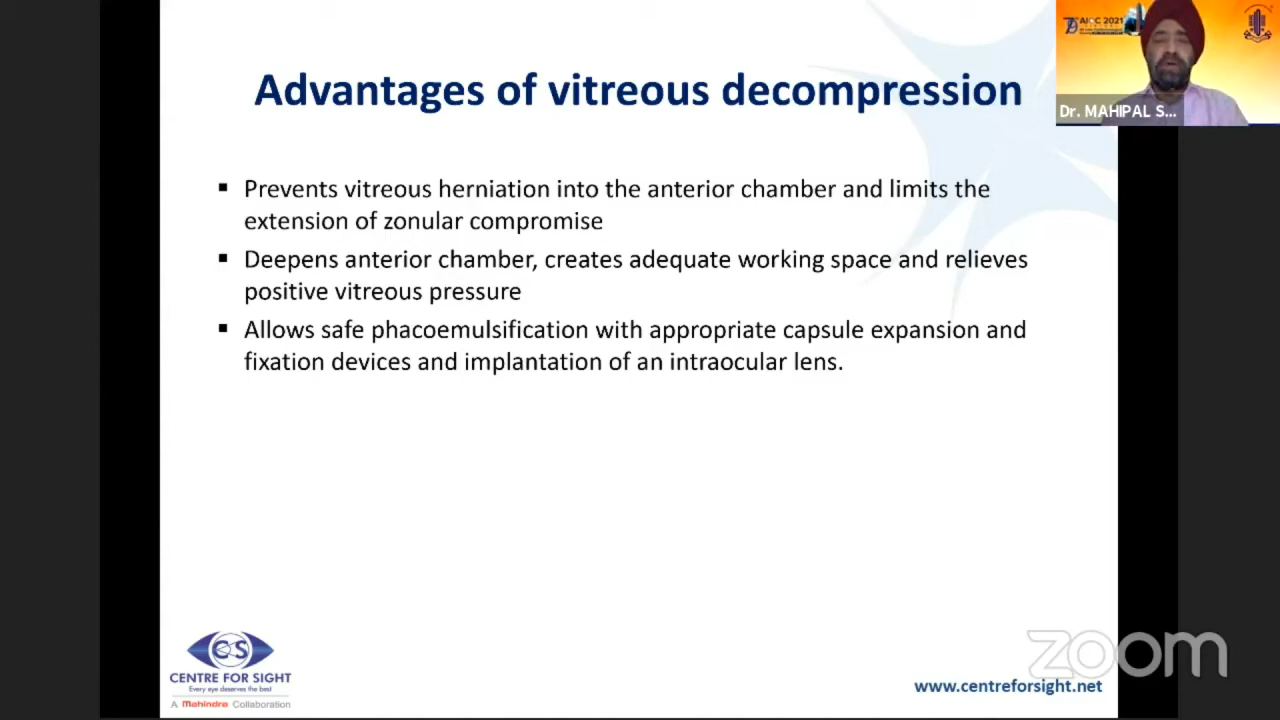 Advantages of vitreous decompression
AIOC 2021
Dr. MAHIPAL S...
▪ Prevents vitreous herniation into the anterior chamber and limits the
extension of zonular compromise
▪ Deepens anterior chamber, creates adequate working space and relieves
positive vitreous pressure
▪ Allows safe phacoemulsification with appropriate capsule expansion and
fixation devices and implantation of an intraocular lens.
CS
CENTRE FOR SIGHT
Every eye deserves the best
A Mahindra Collaboration
zoom
www.centreforsight.net